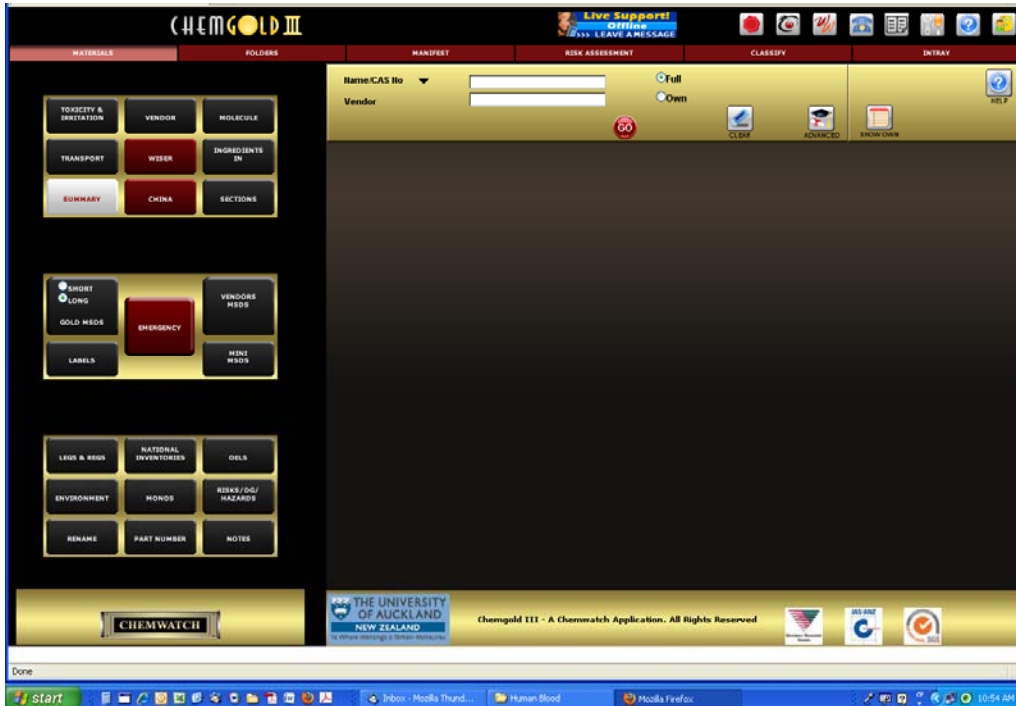 CHEMGOLD III
Live Support!
Offline
>>> LEAVE A MESSAGE
MATERIALS
FOLDERS
MANIFEST
RISK ASSESSMENT
CLASSIFY
INTRAY
Name/CAS No
Full
Vendor
Own
GO
CLEAR
ADVANCED
SHOW OWN
HELP
TOXICITY &
IRRITATION
VENDOR
MOLECULE
TRANSPORT
WISER
INGREDIENTS
IN
SUMMARY
CHINA
SECTIONS
SHORT
LONG
GOLD MSDS
EMERGENCY
VENDORS
MSDS
LABELS
MINI
MSDS
LEGS & REGS
NATIONAL
INVENTORIES
OELS
ENVIRONMENT
MONOS
RISKS/DG/
HAZARDS
RENAME
PART NUMBER
NOTES
CHEMWATCH
THE UNIVERSITY
OF AUCKLAND
NEW ZEALAND
Chemgold III - A Chemwatch Application. All Rights Reserved
JAS-ANZ
SGS
Done
start
Inbox - Mozilla Thund...
Human Blood
Mozilla Firefox
10:54 AM